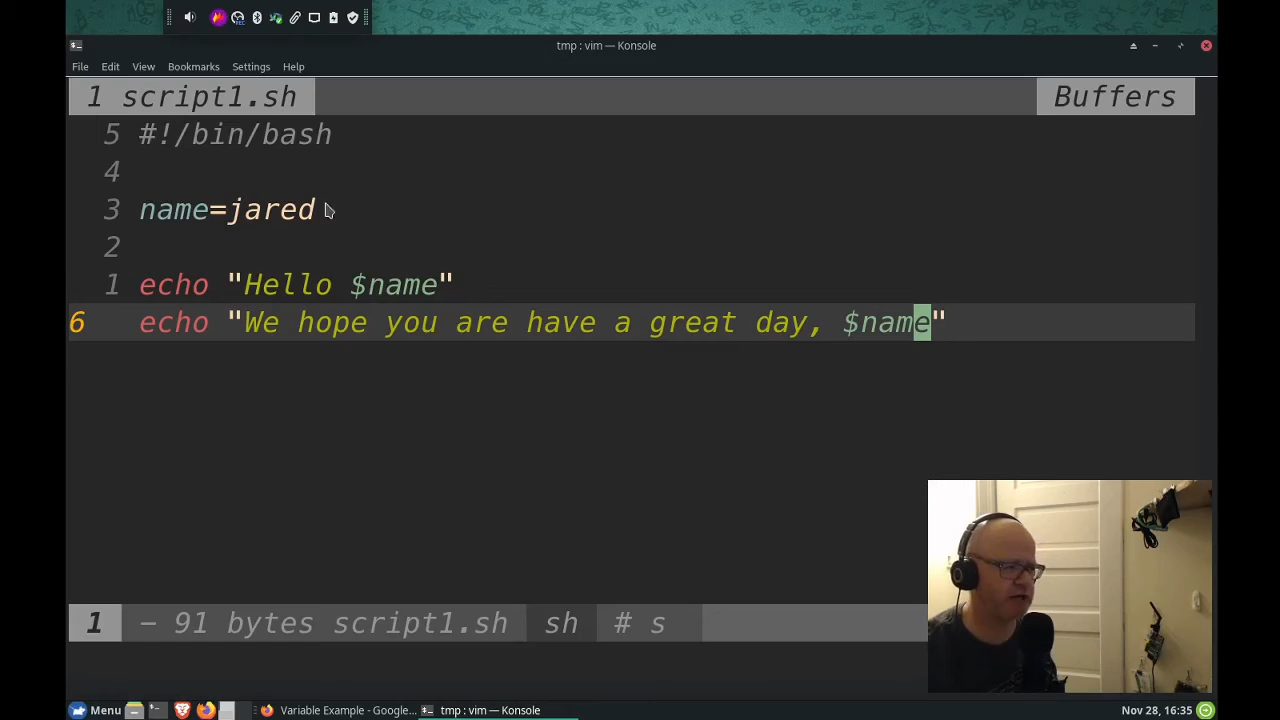 tmp : vim — Konsole
File Edit View Bookmarks Settings Help
1 script1.sh Buffers
5 #!/bin/bash
4
3 name=jared
2
1 echo "Hello $name"
6 echo "We hope you are have a great day, $name"
1 – 91 bytes script1.sh sh # s
Menu Variable Example - Google... tmp : vim — Konsole Nov 28, 16:35